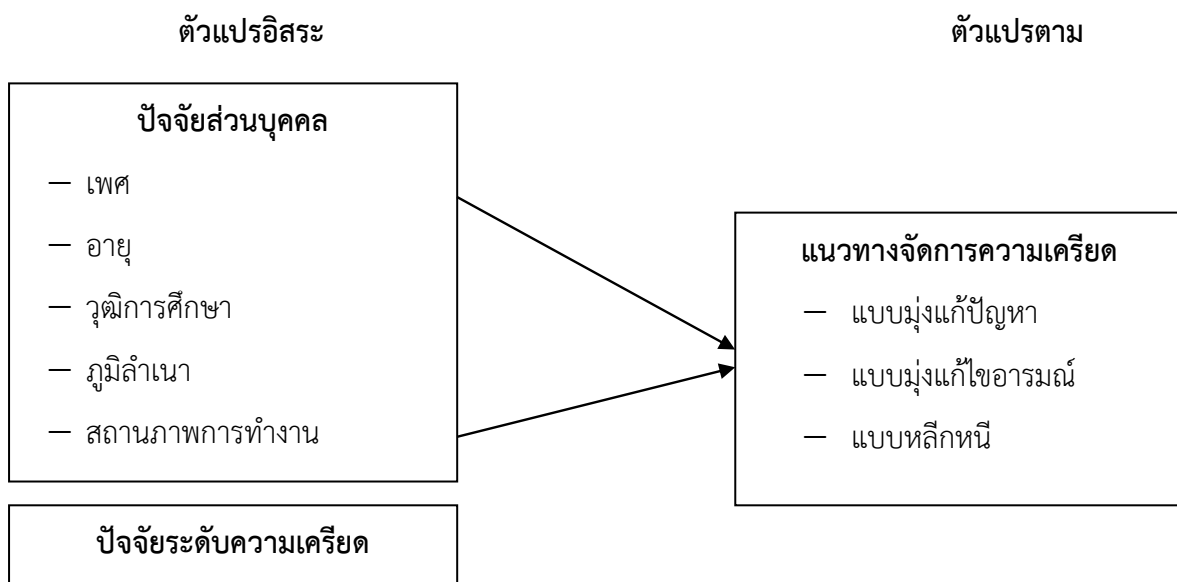 ตัวแปรอิสระ
ตัวแปรตาม
ปัจจัยส่วนบุคคล
— เพศ
— อายุ
— วุฒิการศึกษา
— ภูมิลำเนา
— สถานภาพการทำงาน
แนวทางจัดการความเครียด
— แบบมุ่งแก้ปัญหา
— แบบมุ่งแก้ไขอารมณ์
— แบบหลีกหนี
ปัจจัยระดับความเครียด